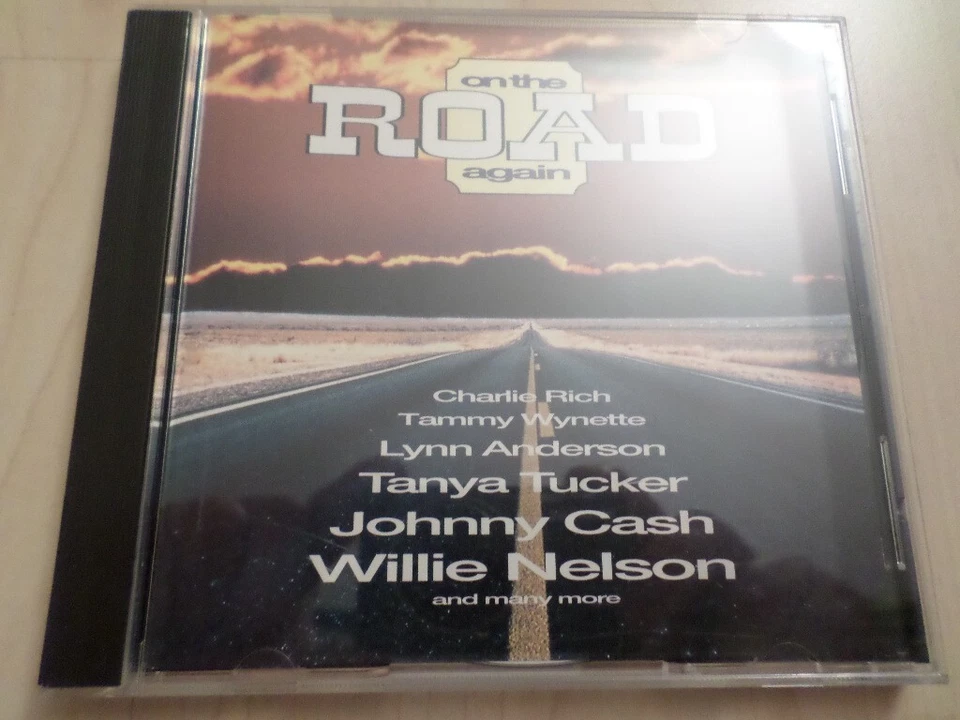 on the
ROAD
again
Charlie Rich
Tammy Wynette
Lynn Anderson
Tanya Tucker
Johnny Cash
Willie Nelson
and many more